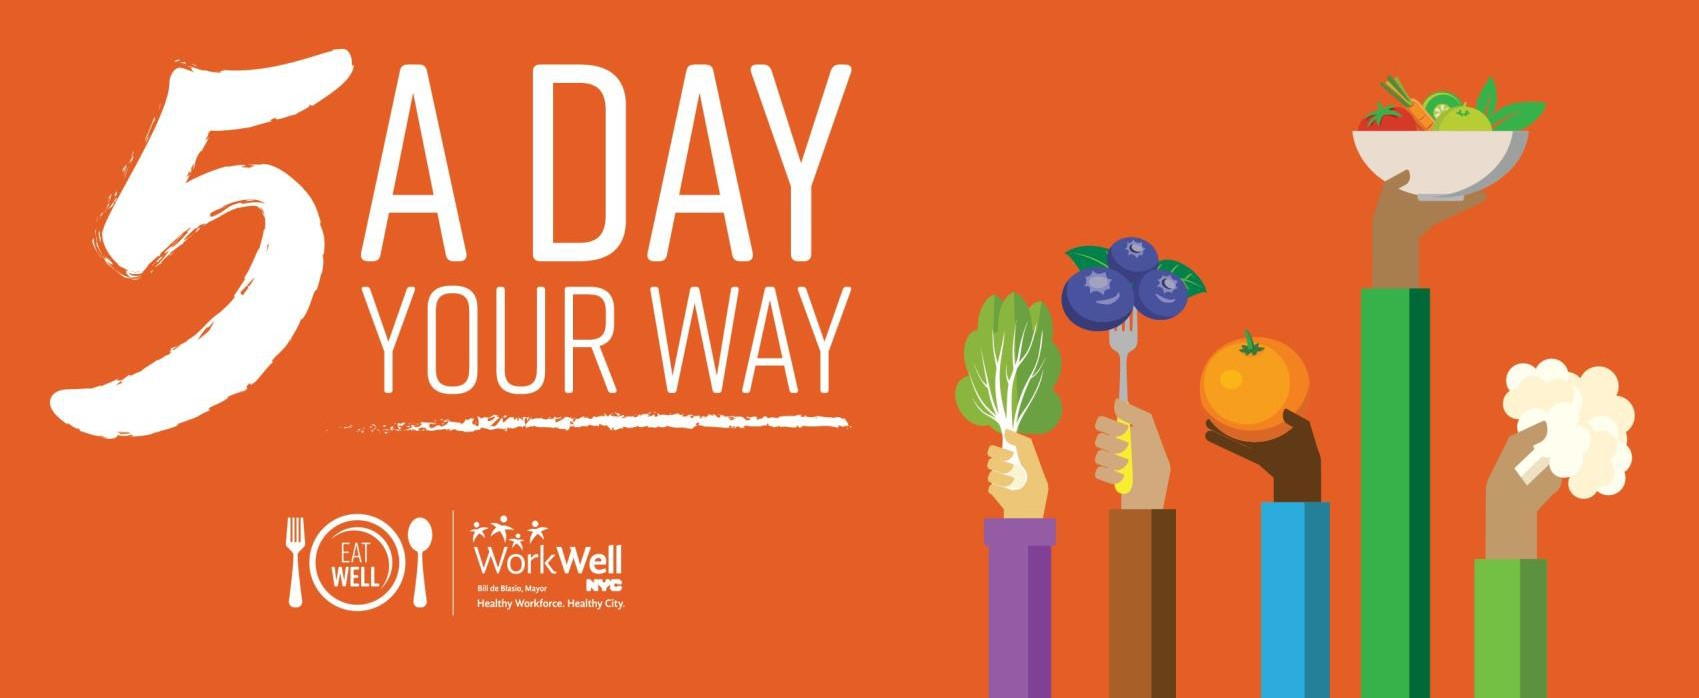 5 A DAY
YOUR WAY
EAT
WELL
WorkWell
NYC
Bill de Blasio, Mayor
Healthy Workforce. Healthy City.